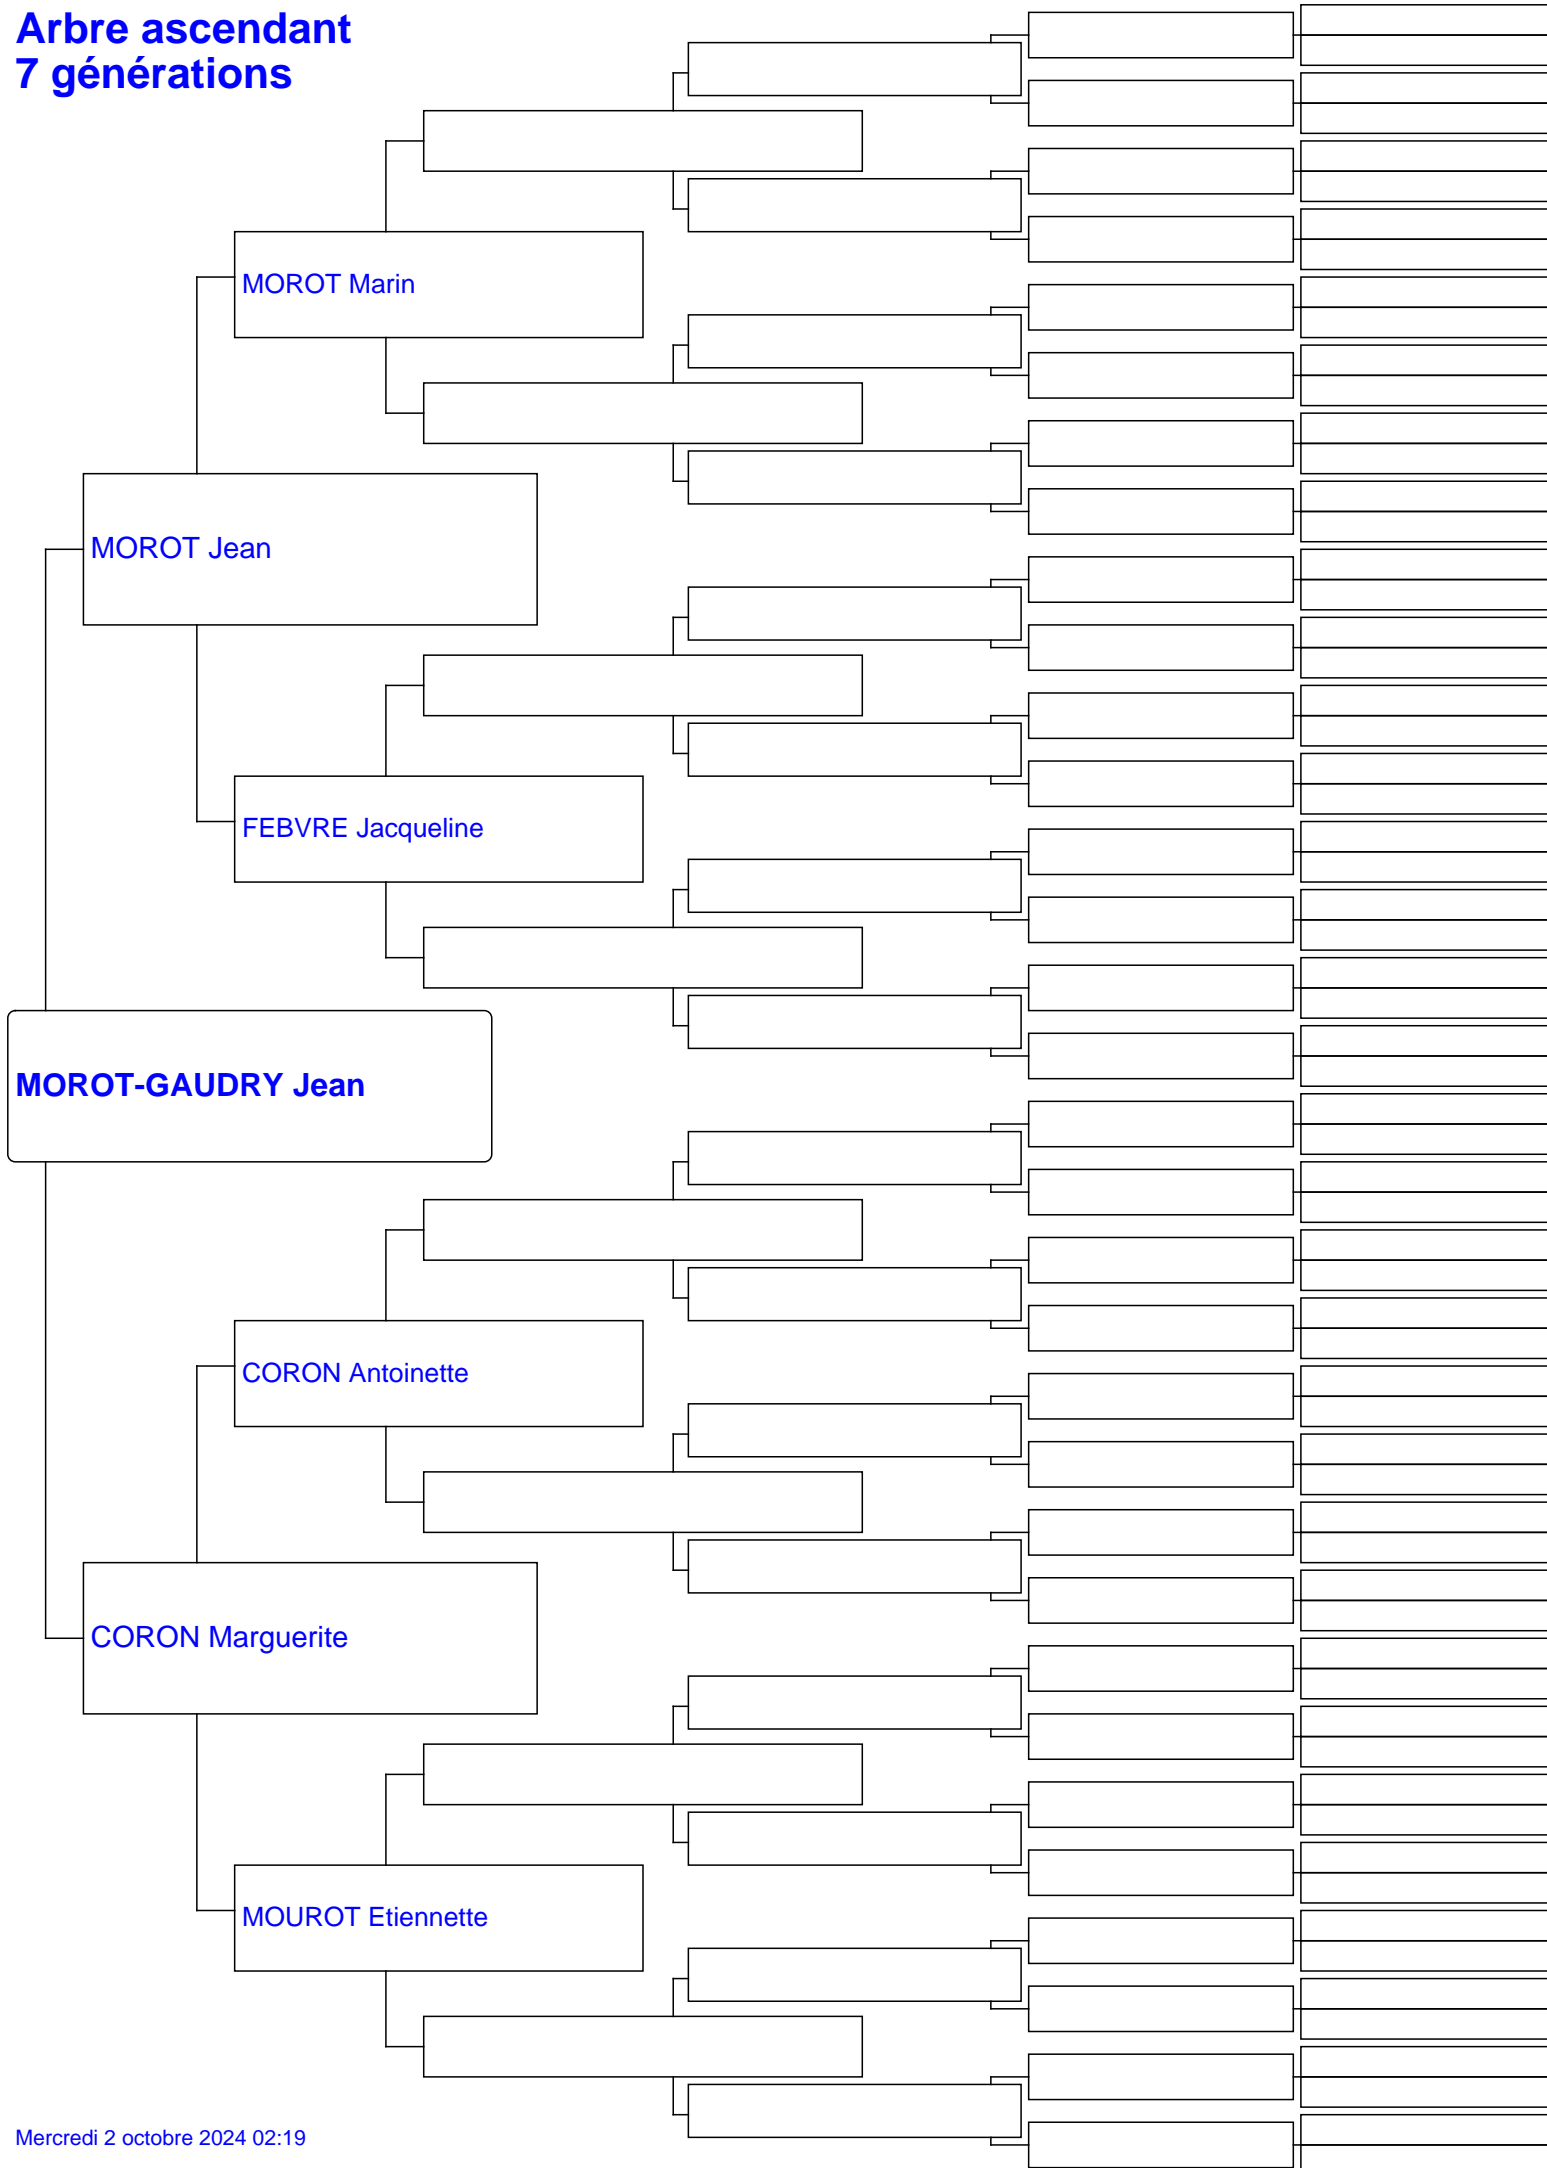 Arbre ascendant
7 générations
MOROT Marin
MOROT Jean
FEBVRE Jacqueline
MOROT-GAUDRY Jean
CORON Antoinette
CORON Marguerite
MOUROT Etiennette
Mercredi 2 octobre 2024 02:19